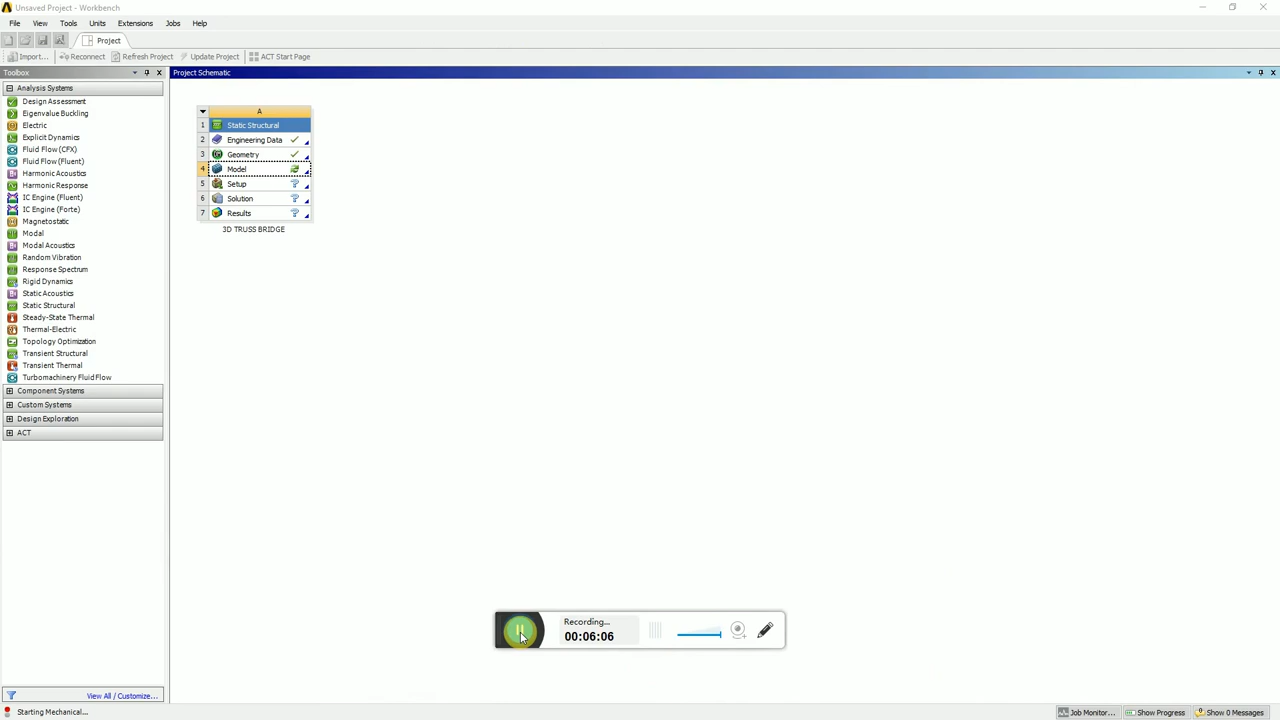 Unsaved Project - Workbench
File View Tools Units Extensions Jobs Help
Project
Import... Reconnect Refresh Project Update Project ACT Start Page
Toolbox
Project Schematic
Analysis Systems
Design Assessment
Eigenvalue Buckling
Electric
Explicit Dynamics
Fluid Flow (CFX)
Fluid Flow (Fluent)
Harmonic Acoustics
Harmonic Response
IC Engine (Fluent)
IC Engine (Forte)
Magnetostatic
Modal
Modal Acoustics
Random Vibration
Response Spectrum
Rigid Dynamics
Static Acoustics
Static Structural
Steady-State Thermal
Thermal-Electric
Topology Optimization
Transient Structural
Transient Thermal
Turbomachinery Fluid Flow
Component Systems
Custom Systems
Design Exploration
ACT
View All / Customize...
A
1 Static Structural
2 Engineering Data
3 Geometry
4 Model
5 Setup ?
6 Solution ?
7 Results ?
3D TRUSS BRIDGE
Recording...
00:06:06
Starting Mechanical...
Job Monitor... Show Progress Show 0 Messages